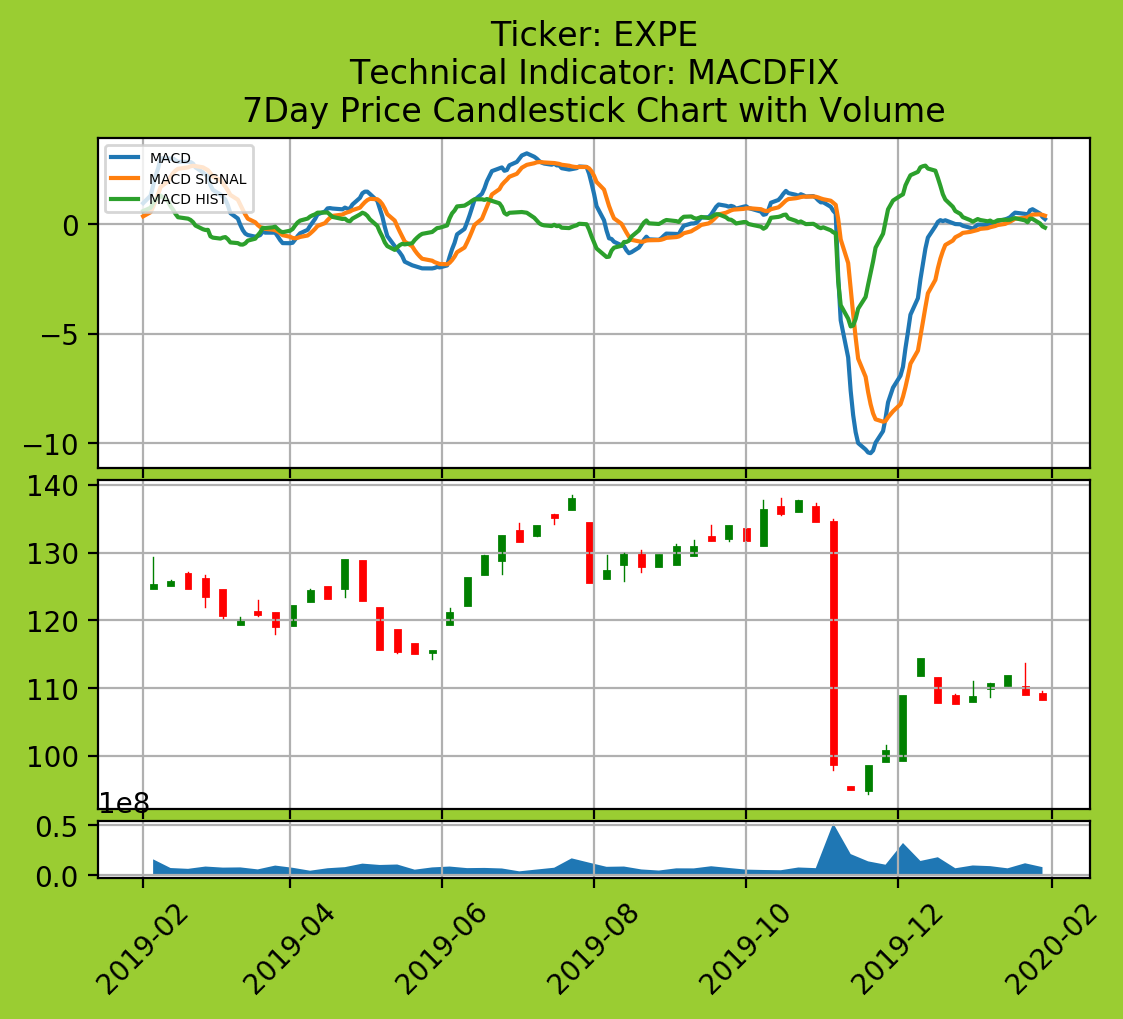 Ticker: EXPE
Technical Indicator: MACDFIX
7Day Price Candlestick Chart with Volume
MACD
MACD SIGNAL
MACD HIST
0
−5
−10
140
130
120
110
100
1e8
0.5
0.0
2019-02
2019-04
2019-06
2019-08
2019-10
2019-12
2020-02